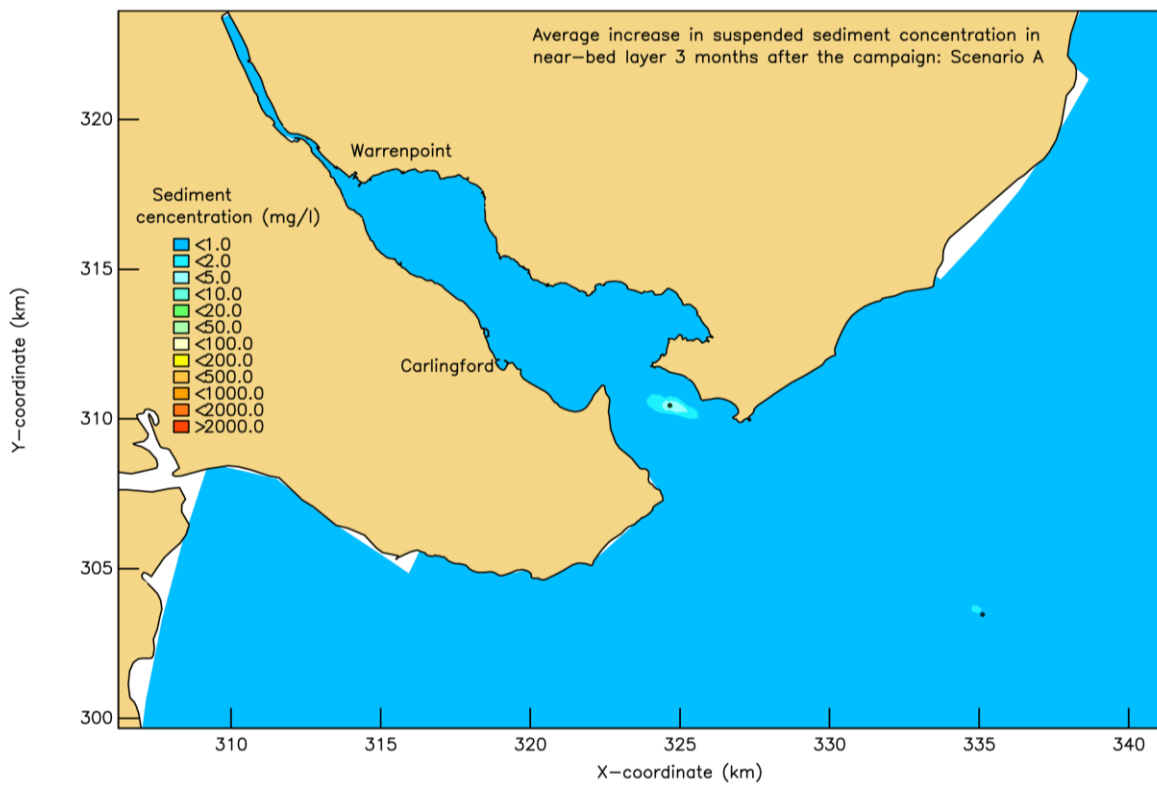 Average increase in suspended sediment concentration in
near-bed layer 3 months after the campaign: Scenario A
320
Warrenpoint
Sediment
cencentration (mg/l)
<1.0
<2.0
<5.0
<10.0
<20.0
<50.0
<100.0
<200.0
<500.0
<1000.0
<2000.0
>2000.0
315
Carlingford
310
305
300
Y-coordinate (km)
310 315 320 325 330 335 340
X-coordinate (km)